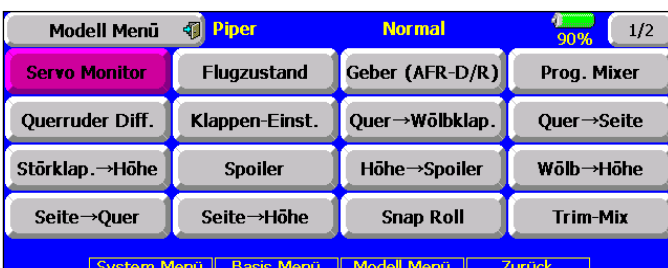 Modell Menü Piper Normal 90% 1/2
Servo Monitor Flugzustand Geber (AFR-D/R) Prog. Mixer
Querruder Diff. Klappen-Einst. Quer→Wölbklap. Quer→Seite
Störklap.→Höhe Spoiler Höhe→Spoiler Wölb→Höhe
Seite→Quer Seite→Höhe Snap Roll Trim-Mix
System Menü Basis Menü Modell Menü Zurück